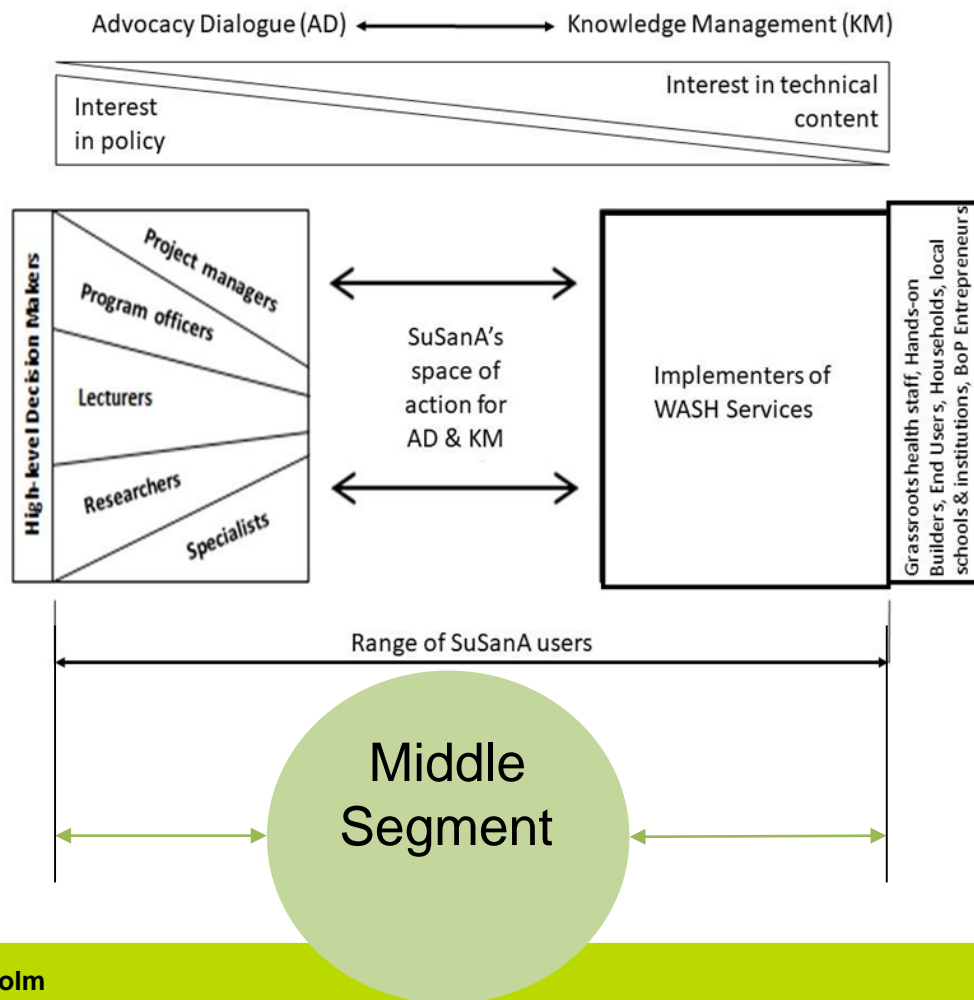 Advocacy Dialogue (AD)
Knowledge Management (KM)
Interest
in policy
Interest in technical
content
High-level Decision Makers
Project managers
Program officers
Lecturers
Researchers
Specialists
SuSanA's
space of
action for
AD & KM
Implementers of
WASH Services
Grassroots health staff, Hands-on
Builders, End Users, Households, local
schools & institutions, BoP Entrepreneurs
Range of SuSanA users
Middle
Segment
olm